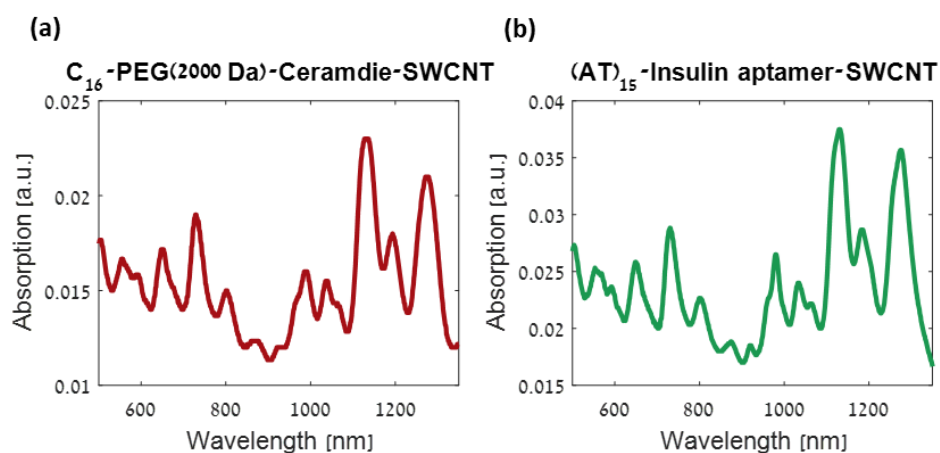 (a)
C16-PEG(2000 Da)-Ceramdie-SWCNT
0.025
0.02
0.015
0.01
Absorption [a.u.]
600 800 1000 1200
Wavelength [nm]
(b)
(AT)15-Insulin aptamer-SWCNT
0.04
0.035
0.03
0.025
0.02
0.015
Absorption [a.u.]
600 800 1000 1200
Wavelength [nm]